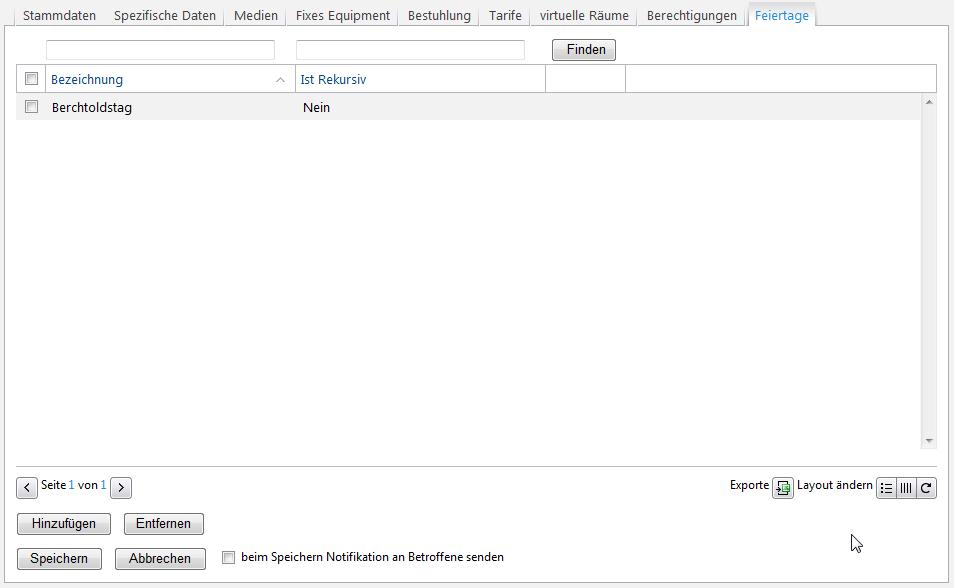 Stammdaten Spezifische Daten Medien Fixes Equipment Bestuhlung Tarife virtuelle Räume Berechtigungen Feiertage
Finden
Bezeichnung Ist Rekursiv
Berchtoldstag Nein
Seite 1 von 1 Exporte Layout ändern
Hinzufügen Entfernen
Speichern Abbrechen beim Speichern Notifikation an Betroffene senden